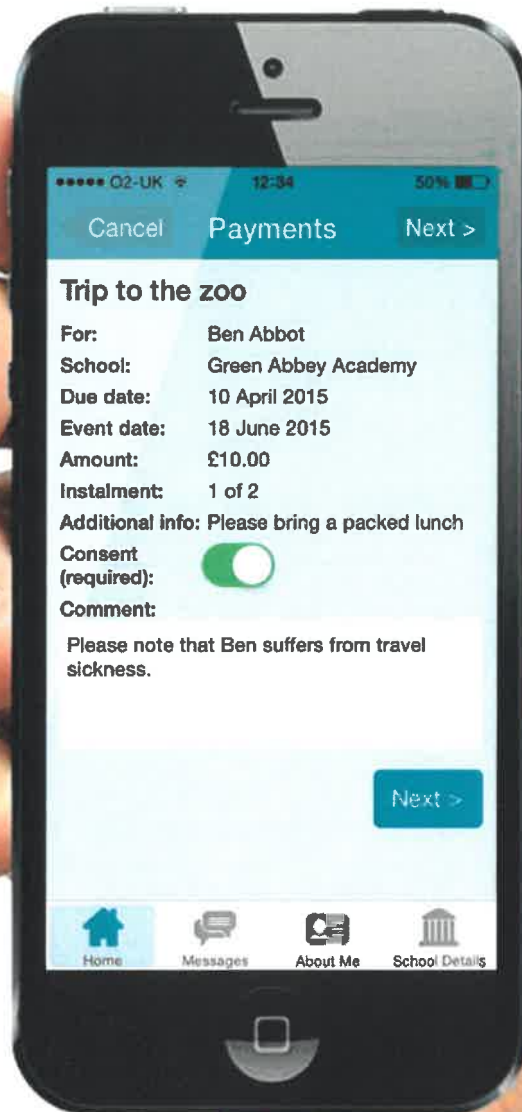 ●●●●● O2-UK 12:34 50%
Cancel Payments Next >
Trip to the zoo
For: Ben Abbot
School: Green Abbey Academy
Due date: 10 April 2015
Event date: 18 June 2015
Amount: £10.00
Instalment: 1 of 2
Additional info: Please bring a packed lunch
Consent
(required):
Comment:
Please note that Ben suffers from travel
sickness.
Next >
Home Messages About Me School Details